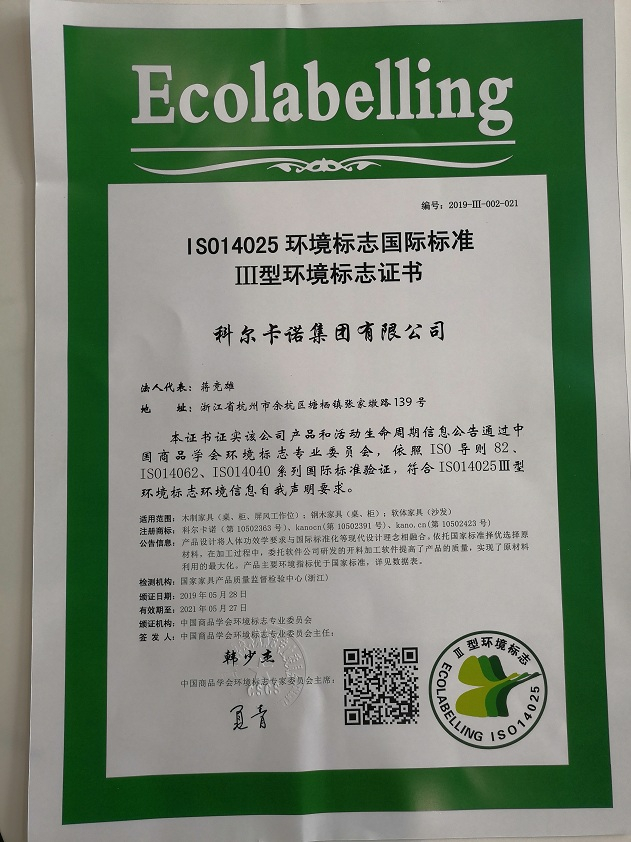 Ecolabelling
编号：2019-III-002-021
ISO14025 环境标志国际标准
III型环境标志证书
科尔卡诺集团有限公司
法人代表：蒋竞雄
地 址：浙江省杭州市余杭区塘栖镇张家墩路139号
本证书证实该公司产品和活动生命周期信息公告通过中
国商品学会环境标志专业委员会，依照 ISO 导则 82、
ISO14062、ISO14040 系列国际标准验证，符合 ISO14025III型
环境标志环境信息自我声明要求。
适用范围：木制家具（桌、柜、屏风工作位）；钢木家具（桌、柜）；软体家具（沙发）
注册商标：科尔卡诺（第10502363号）、kanocn(第10502391号)、kano.cn(第10502423号)
公告信息：产品设计将人体功效学要求与国际标准化等现代设计理念相融合。依托国家标准择优选择原
材料，在加工过程中，委托软件公司研发的开料加工软件提高了产品的质量，实现了原材料
利用的最大化。产品主要环境指标优于国家标准，详见数据表。
检测机构：国家家具产品质量监督检验中心(浙江)
颁证日期：2019年05月28日
有效期至：2021年05月27日
颁证机构：中国商品学会环境标志专业委员会
签 发 人：中国商品学会环境标志专业委员会主任：
韩少杰
中国商品学会环境标志专家委员会主席：
III型环境标志
ECOLABELLING ISO14025